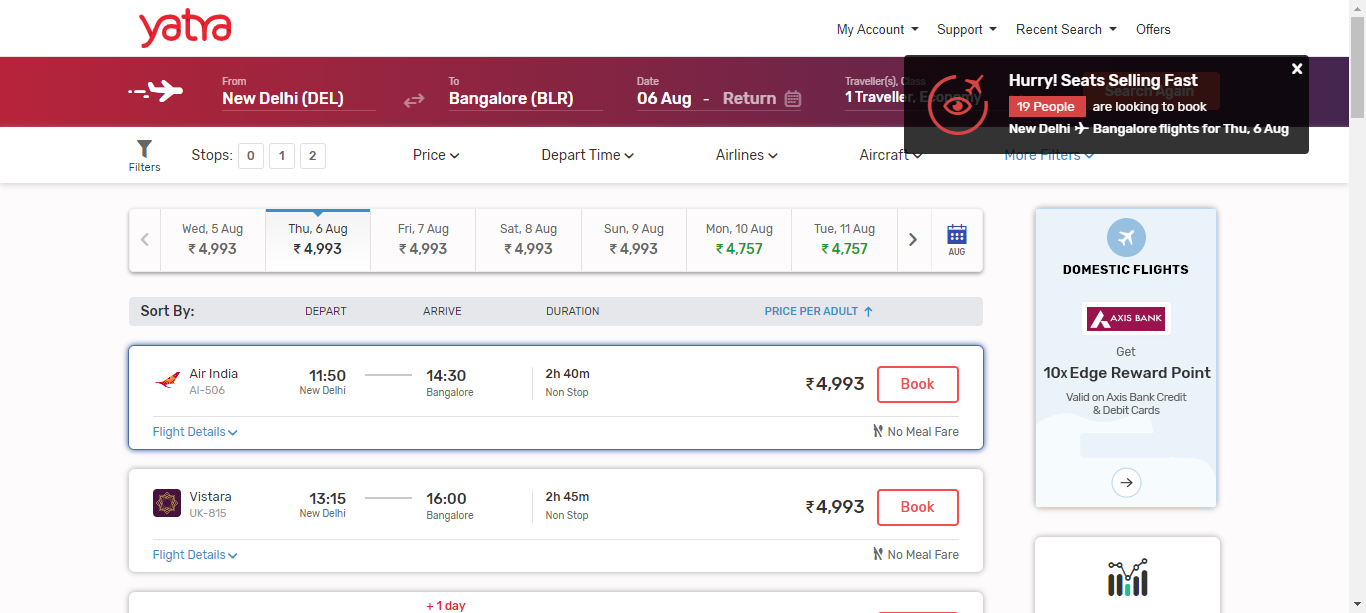 yatra
My Account Support Recent Search Offers
From
New Delhi (DEL)
To
Bangalore (BLR)
Date
06 Aug - Return
Traveller(s), Class
1 Traveller, Economy
Search Again
Hurry! Seats Selling Fast
19 People are looking to book
New Delhi Bangalore flights for Thu, 6 Aug
Filters
Stops: 0 1 2
Price
Depart Time
Airlines
Aircraft
More Filters
Wed, 5 Aug
₹ 4,993
Thu, 6 Aug
₹ 4,993
Fri, 7 Aug
₹ 4,993
Sat, 8 Aug
₹ 4,993
Sun, 9 Aug
₹ 4,993
Mon, 10 Aug
₹ 4,757
Tue, 11 Aug
₹ 4,757
AUG
Sort By: DEPART ARRIVE DURATION PRICE PER ADULT
Air India
AI-506
11:50
New Delhi
14:30
Bangalore
2h 40m
Non Stop
₹ 4,993
Book
Flight Details
No Meal Fare
Vistara
UK-815
13:15
New Delhi
16:00
Bangalore
2h 45m
Non Stop
₹ 4,993
Book
Flight Details
No Meal Fare
+ 1 day
DOMESTIC FLIGHTS
AXIS BANK
Get
10x Edge Reward Point
Valid on Axis Bank Credit
& Debit Cards